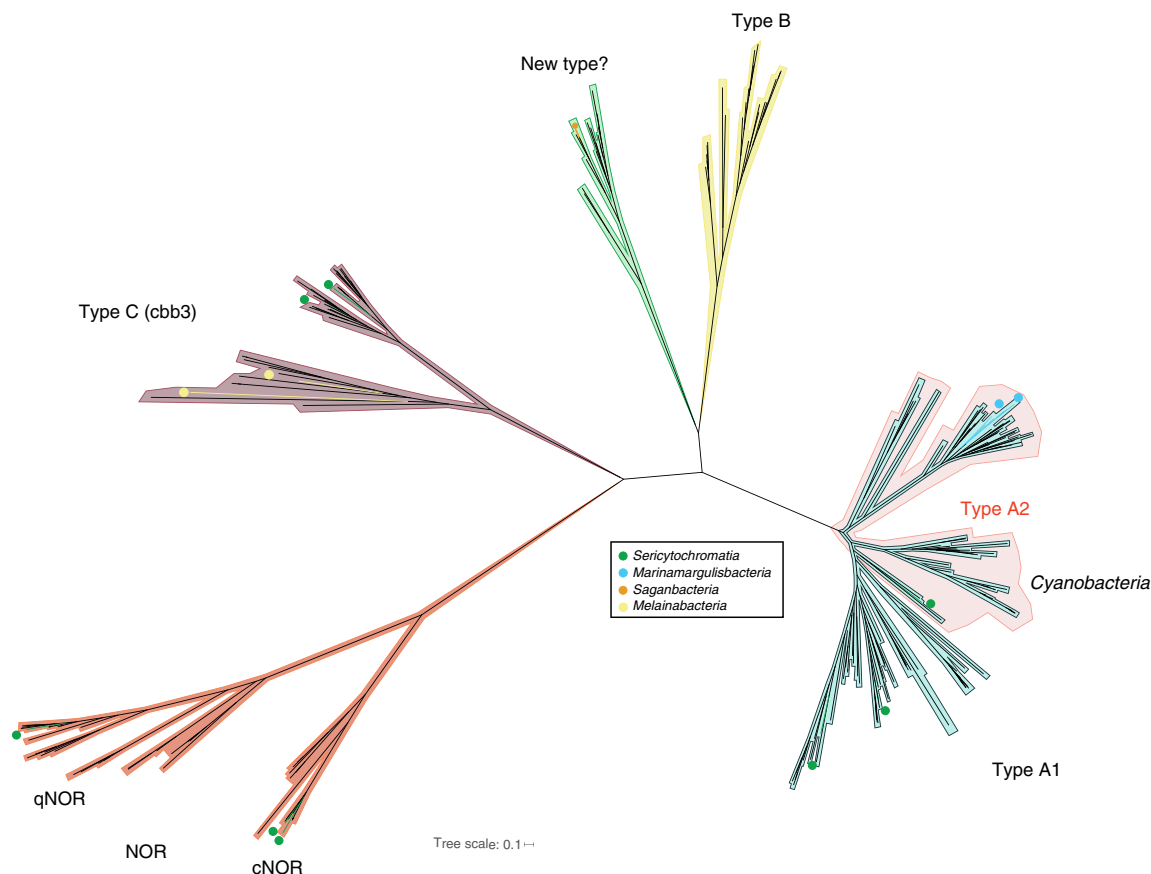 Type B
New type?
Type C (cbb3)
Type A2
Cyanobacteria
Sericytochromatia
Marinamargulisbacteria
Saganbacteria
Melainabacteria
Type A1
qNOR
NOR
cNOR
Tree scale: 0.1